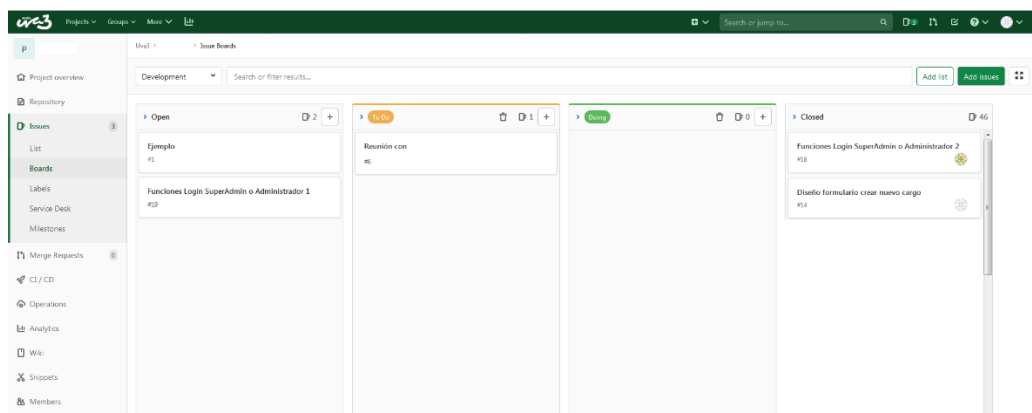 uva3 Projects Groups More Search or jump to... 3
P
Uva3 › › Issue Boards
Project overview
Repository
Issues 3
List
Boards
Labels
Service Desk
Milestones
Merge Requests 0
CI / CD
Operations
Analytics
Wiki
Snippets
Members
Development Search or filter results... Add list Add issues
Open 2 +
Ejemplo
#1
Funciones Login SuperAdmin o Administrador 1
#19
To Do 1 +
Reunión con
#6
Doing 0 +
Closed 46
Funciones Login SuperAdmin o Administrador 2
#18
Diseño formulario crear nuevo cargo
#14